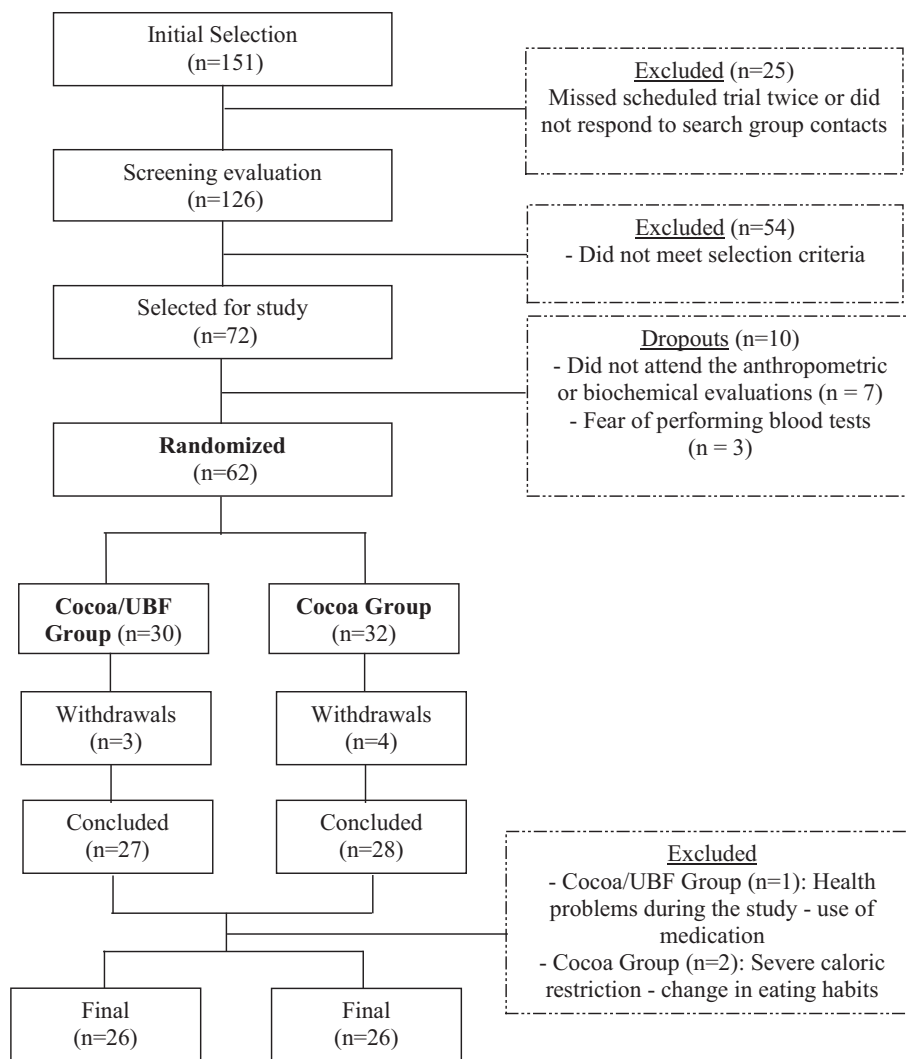 Initial Selection
(n=151)
Excluded (n=25)
Missed scheduled trial twice or did
not respond to search group contacts
Screening evaluation
(n=126)
Excluded (n=54)
- Did not meet selection criteria
Selected for study
(n=72)
Dropouts (n=10)
- Did not attend the anthropometric
or biochemical evaluations (n = 7)
- Fear of performing blood tests
(n = 3)
Randomized
(n=62)
Cocoa/UBF
Group (n=30)
Cocoa Group
(n=32)
Withdrawals
(n=3)
Withdrawals
(n=4)
Concluded
(n=27)
Concluded
(n=28)
Excluded
- Cocoa/UBF Group (n=1): Health
problems during the study - use of
medication
- Cocoa Group (n=2): Severe caloric
restriction - change in eating habits
Final
(n=26)
Final
(n=26)